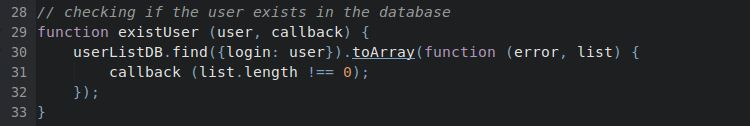 28 // checking if the user exists in the database
29 function existUser (user, callback) {
30     userListDB.find({login: user}).toArray(function (error, list) {
31         callback (list.length !== 0);
32     });
33 }